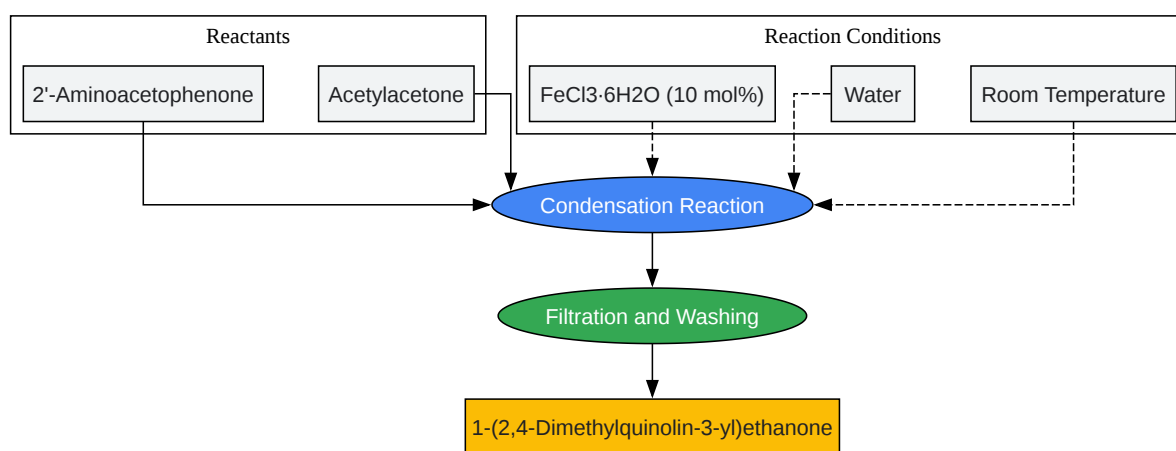 Reactants
Reaction Conditions
2'-Aminoacetophenone
Acetylacetone
FeCl3·6H2O (10 mol%)
Water
Room Temperature
Condensation Reaction
Filtration and Washing
1-(2,4-Dimethylquinolin-3-yl)ethanone